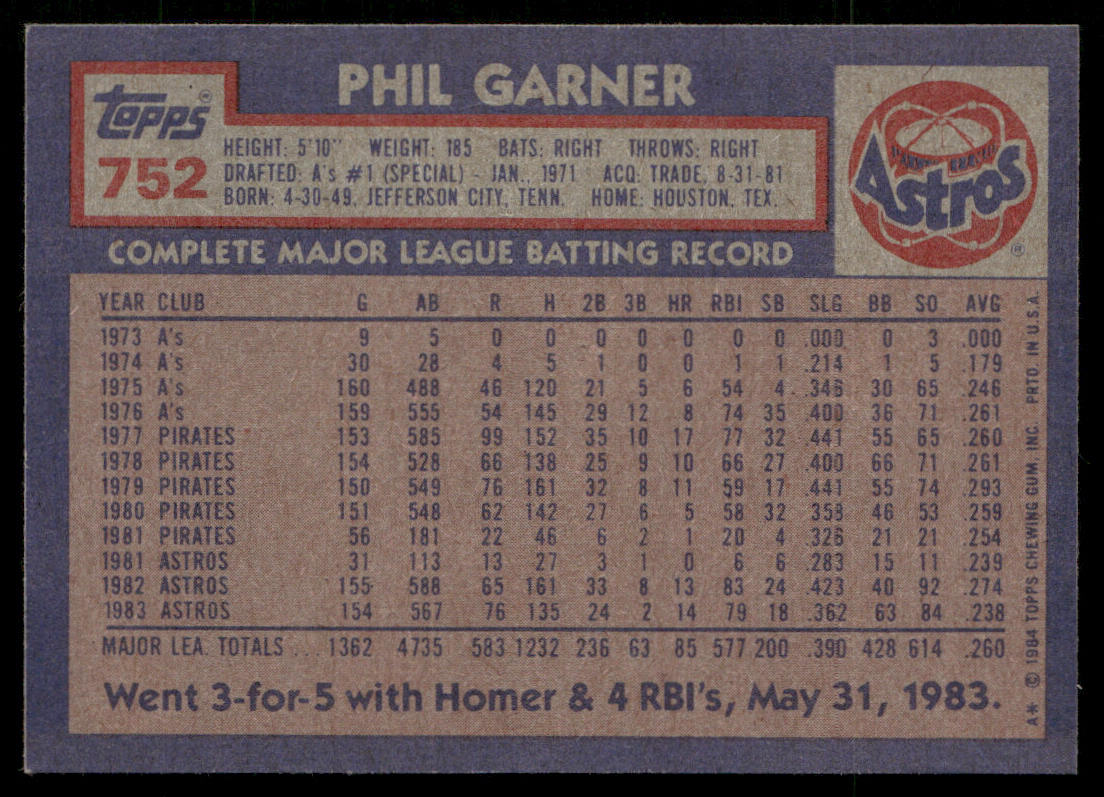 PHIL GARNER
Topps®
752
HEIGHT: 5'10" WEIGHT: 185 BATS: RIGHT THROWS: RIGHT
DRAFTED: A's #1 (SPECIAL) - JAN., 1971 ACQ: TRADE, 8-31-81
BORN: 4-30-49, JEFFERSON CITY, TENN. HOME: HOUSTON, TEX.
Astros
®
COMPLETE MAJOR LEAGUE BATTING RECORD
YEAR CLUB G AB R H 2B 3B HR RBI SB SLG BB SO AVG
1973 A's 9 5 0 0 0 0 0 0 0 .000 0 3 .000
1974 A's 30 28 4 5 1 0 0 1 1 .214 1 5 .179
1975 A's 160 488 46 120 21 5 6 54 4 .346 30 65 .246
1976 A's 159 555 54 145 29 12 8 74 35 .400 36 71 .261
1977 PIRATES 153 585 99 152 35 10 17 77 32 .441 55 65 .260
1978 PIRATES 154 528 66 138 25 9 10 66 27 .400 66 71 .261
1979 PIRATES 150 549 76 161 32 8 11 59 17 .441 55 74 .293
1980 PIRATES 151 548 62 142 27 6 5 58 32 .358 46 53 .259
1981 PIRATES 56 181 22 46 6 2 1 20 4 .326 21 21 .254
1981 ASTROS 31 113 13 27 3 1 0 6 6 .283 15 11 .239
1982 ASTROS 155 588 65 161 33 8 13 83 24 .423 40 92 .274
1983 ASTROS 154 567 76 135 24 2 14 79 18 .362 63 84 .238
MAJOR LEA. TOTALS ... 1362 4735 583 1232 236 63 85 577 200 .390 428 614 .260
Went 3-for-5 with Homer & 4 RBI's, May 31, 1983.
A* © 1984 TOPPS CHEWING GUM INC. PRTD. IN U.S.A.